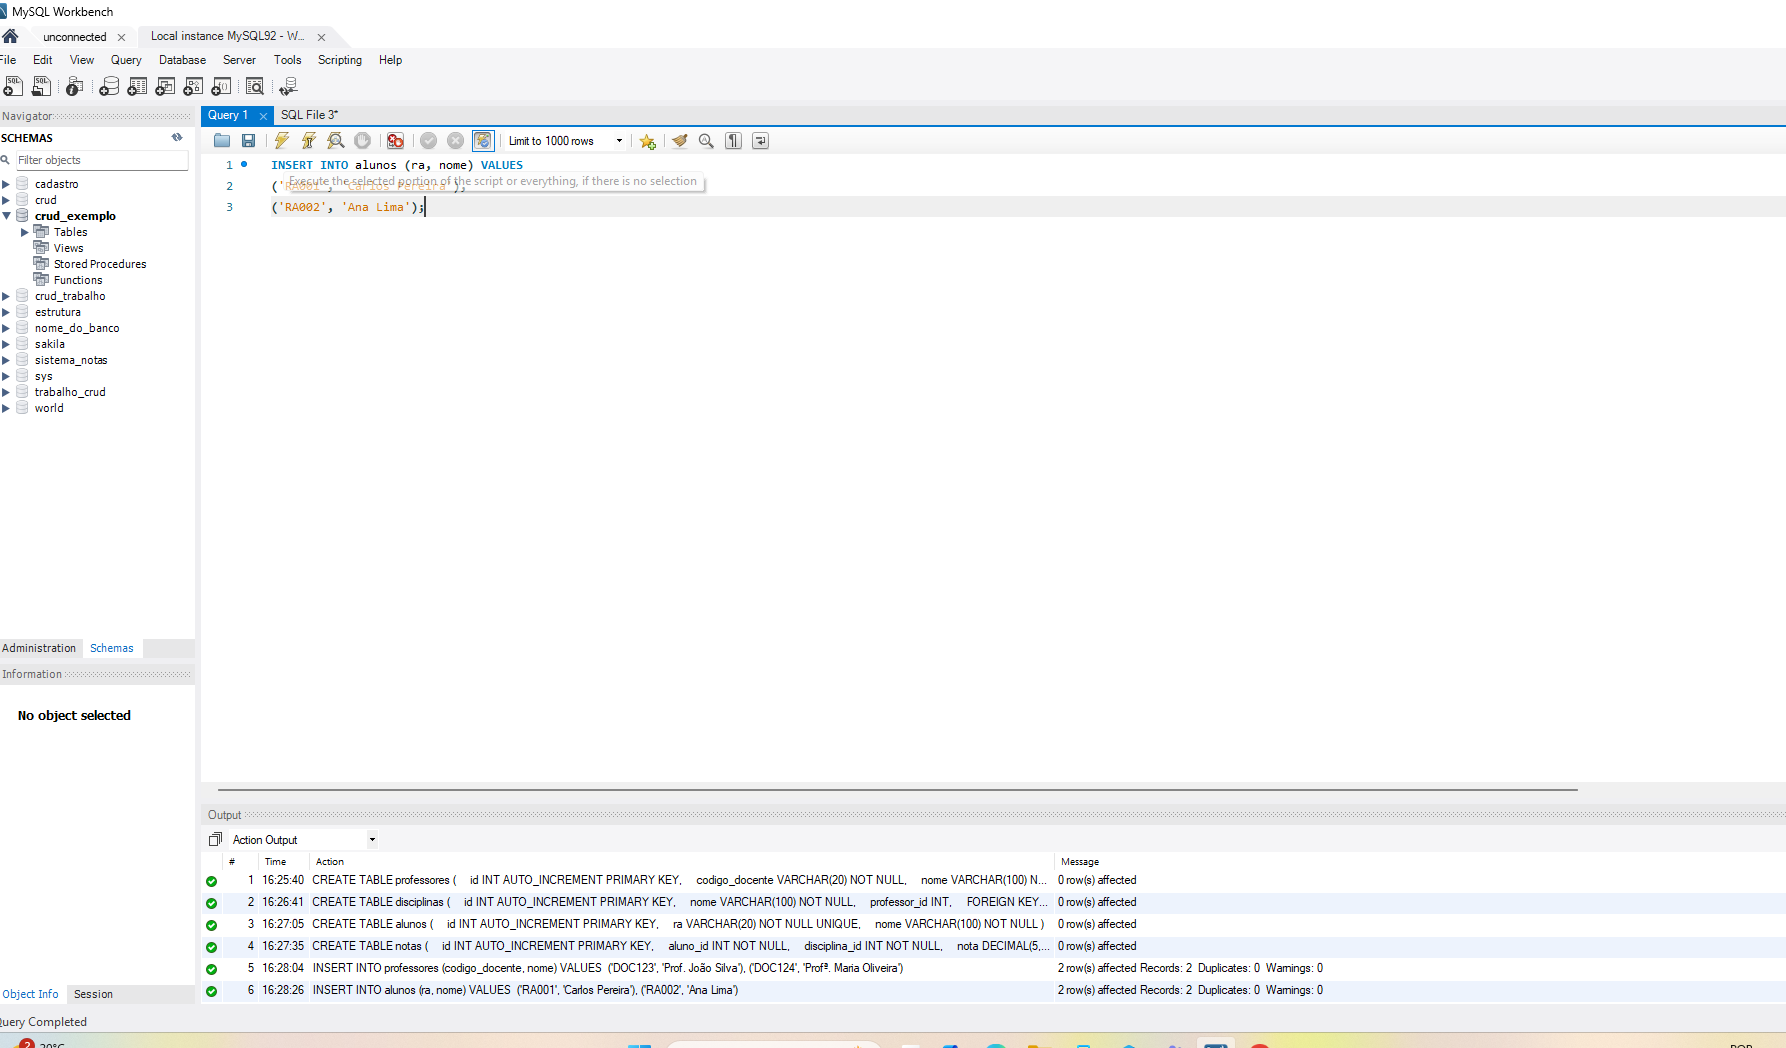 MySQL Workbench
unconnected
Local instance MySQL92 - W...
File Edit View Query Database Server Tools Scripting Help
Navigator
SCHEMAS
Filter objects
cadastro
crud
crud_exemplo
Tables
Views
Stored Procedures
Functions
crud_trabalho
estrutura
nome_do_banco
sakila
sistema_notas
sys
trabalho_crud
world
Administration Schemas
Information
No object selected
Object Info Session
Query Completed
Query 1 SQL File 3*
Limit to 1000 rows
1 INSERT INTO alunos (ra, nome) VALUES
2 ('RA001', 'Carlos Pereira'),
Execute the selected portion of the script or everything, if there is no selection
3 ('RA002', 'Ana Lima');
Output
Action Output
# Time Action Message
1 16:25:40 CREATE TABLE professores ( id INT AUTO_INCREMENT PRIMARY KEY, codigo_docente VARCHAR(20) NOT NULL, nome VARCHAR(100) N... 0 row(s) affected
2 16:26:41 CREATE TABLE disciplinas ( id INT AUTO_INCREMENT PRIMARY KEY, nome VARCHAR(100) NOT NULL, professor_id INT, FOREIGN KEY... 0 row(s) affected
3 16:27:05 CREATE TABLE alunos ( id INT AUTO_INCREMENT PRIMARY KEY, ra VARCHAR(20) NOT NULL UNIQUE, nome VARCHAR(100) NOT NULL ) 0 row(s) affected
4 16:27:35 CREATE TABLE notas ( id INT AUTO_INCREMENT PRIMARY KEY, aluno_id INT NOT NULL, disciplina_id INT NOT NULL, nota DECIMAL(5,... 0 row(s) affected
5 16:28:04 INSERT INTO professores (codigo_docente, nome) VALUES ('DOC123', 'Prof. João Silva'), ('DOC124', 'Profª. Maria Oliveira') 2 row(s) affected Records: 2 Duplicates: 0 Warnings: 0
6 16:28:26 INSERT INTO alunos (ra, nome) VALUES ('RA001', 'Carlos Pereira'), ('RA002', 'Ana Lima') 2 row(s) affected Records: 2 Duplicates: 0 Warnings: 0
2